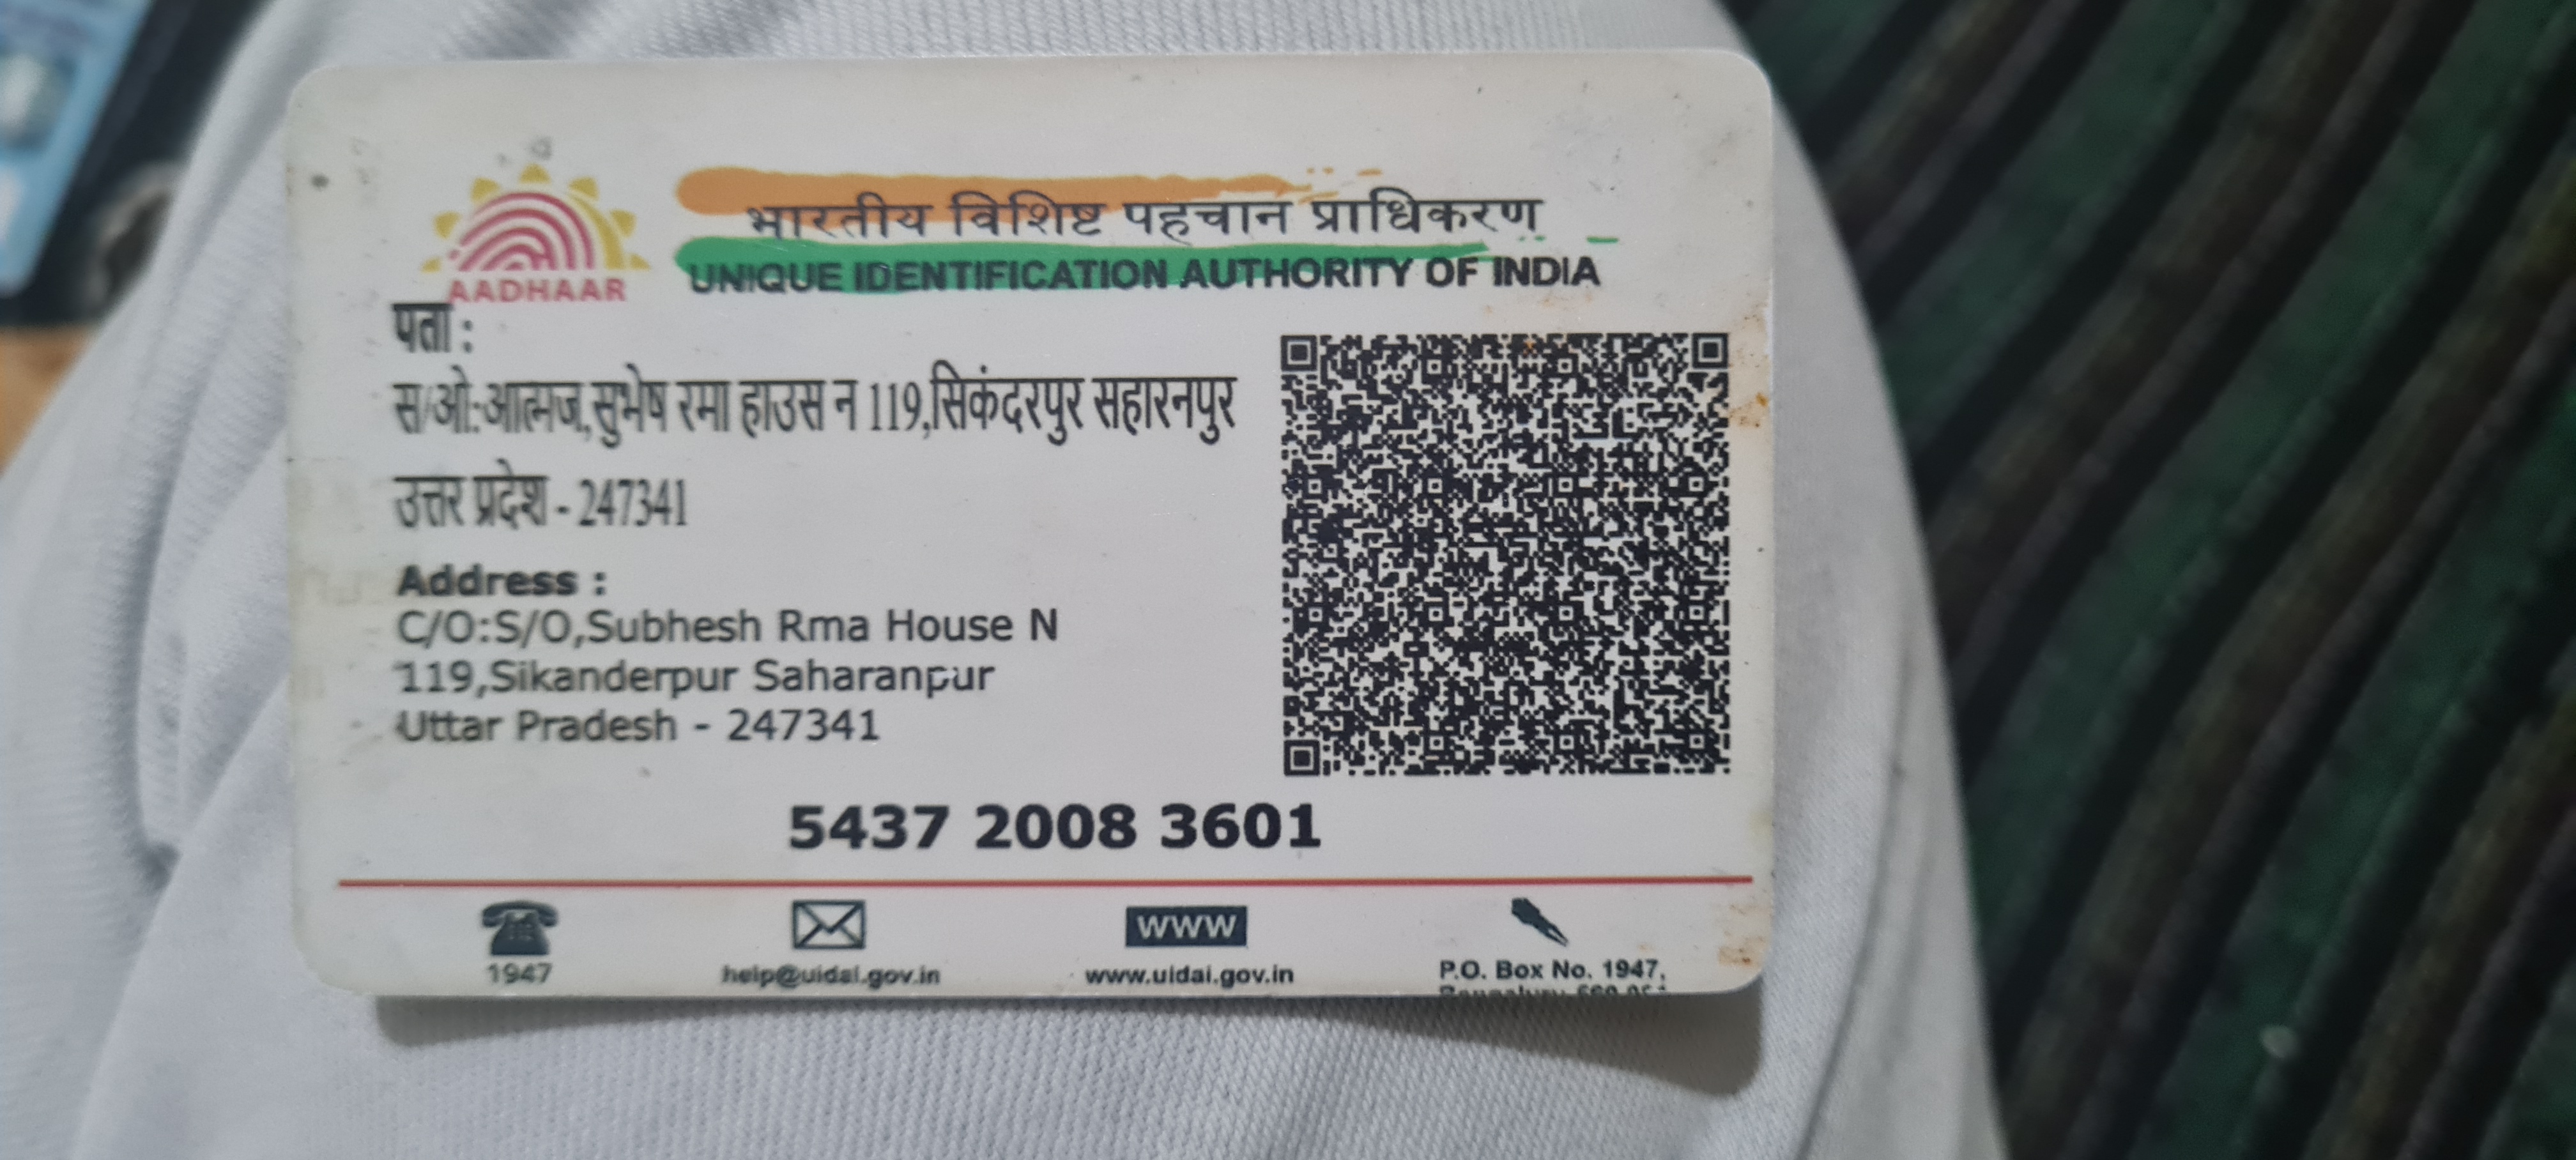 भारतीय विशिष्ट पहचान प्राधिकरण
UNIQUE IDENTIFICATION AUTHORITY OF INDIA
AADHAAR
पता :
स/ओ:आत्मज,सुभेष रमा हाउस न 119,सिकंदरपुर सहारनपुर
उत्तर प्रदेश - 247341
Address :
C/O:S/O,Subhesh Rma House N
119,Sikanderpur Saharanpur
Uttar Pradesh - 247341
5437 2008 3601
1947
help@uidai.gov.in
WWW
www.uidai.gov.in
P.O. Box No. 1947,